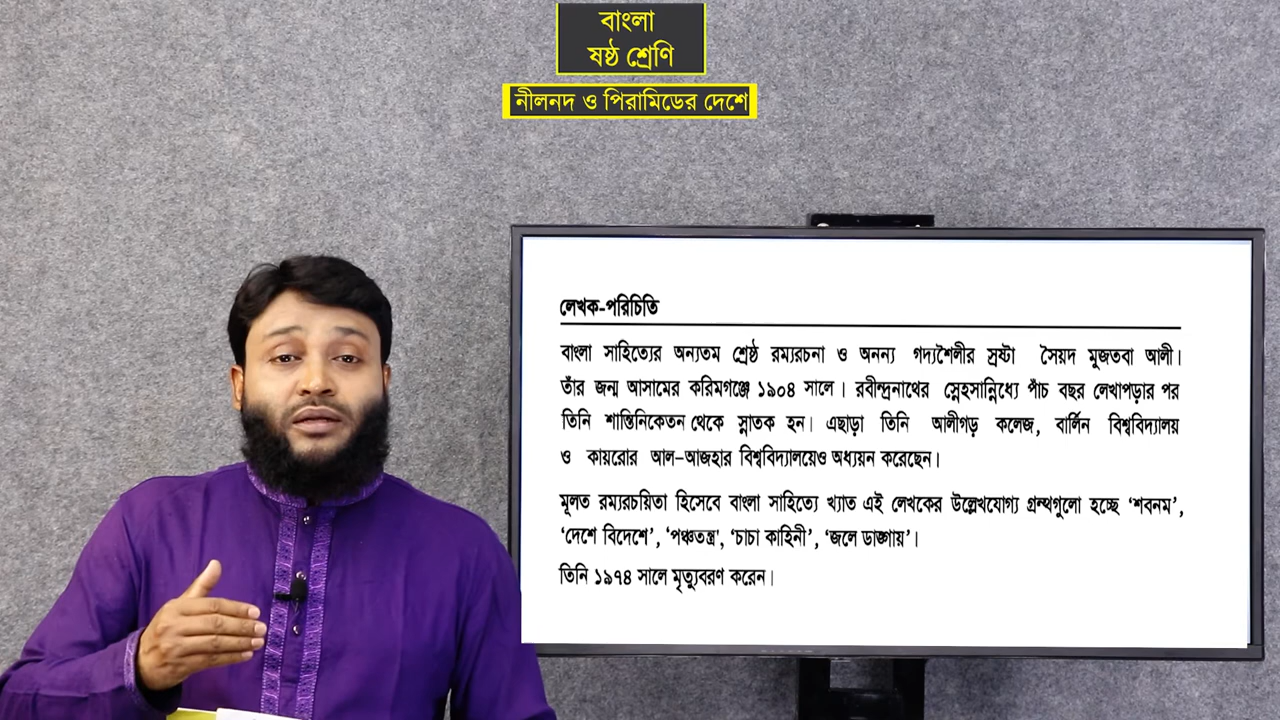 বাংলা
ষষ্ঠ শ্রেণি
নীলনদ ও পিরামিডের দেশে
লেখক-পরিচিতি
বাংলা সাহিত্যের অন্যতম শ্রেষ্ঠ রম্যরচনা ও অনন্য গদ্যশৈলীর স্রষ্টা সৈয়দ মুজতবা আলী।
তাঁর জন্ম আসামের করিমগঞ্জে ১৯০৪ সালে। রবীন্দ্রনাথের স্নেহসান্নিধ্যে পাঁচ বছর লেখাপড়ার পর
তিনি শান্তিনিকেতন থেকে স্নাতক হন। এছাড়া তিনি আলীগড় কলেজ, বার্লিন বিশ্ববিদ্যালয়
ও কায়রোর আল-আজহার বিশ্ববিদ্যালয়েও অধ্যয়ন করেছেন।
মূলত রম্যরচয়িতা হিসেবে বাংলা সাহিত্যে খ্যাত এই লেখকের উল্লেখযোগ্য গ্রন্থগুলো হচ্ছে ‘শবনম’,
‘দেশে বিদেশে’, ‘পঞ্চতন্ত্র’, ‘চাচা কাহিনী’, ‘জলে ডাঙ্গায়’।
তিনি ১৯৭৪ সালে মৃত্যুবরণ করেন।